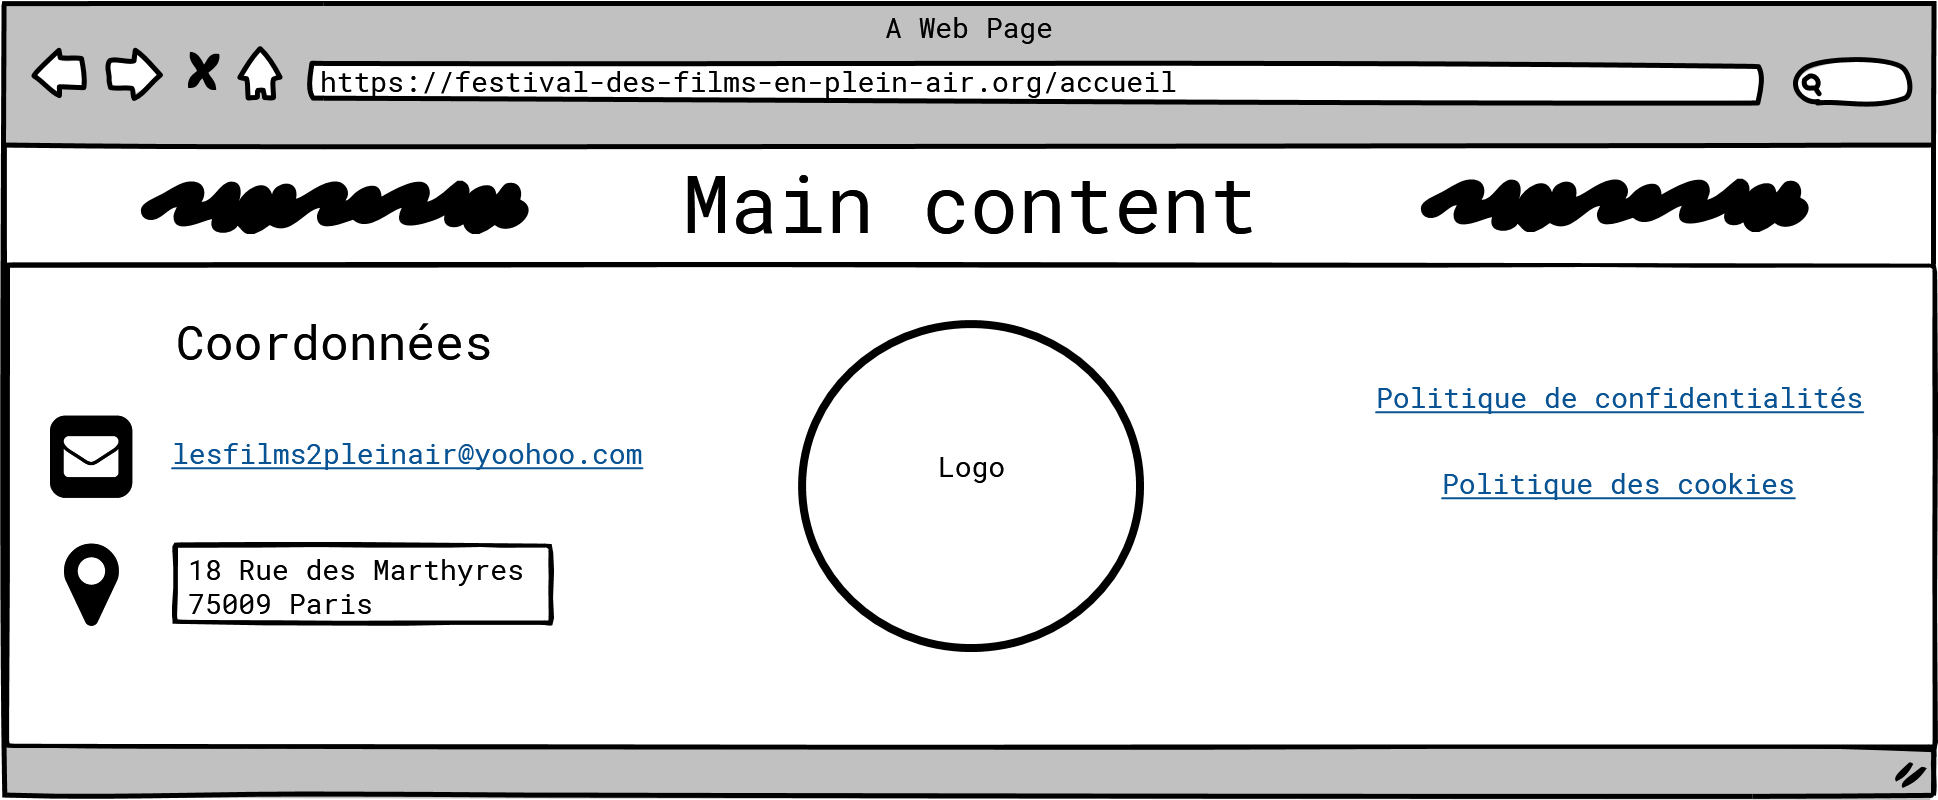 A Web Page
https://festival-des-films-en-plein-air.org/accueil
Main content
Coordonnées
lesfilms2pleinair@yoohoo.com
18 Rue des Marthyres
75009 Paris
Logo
Politique de confidentialités
Politique des cookies